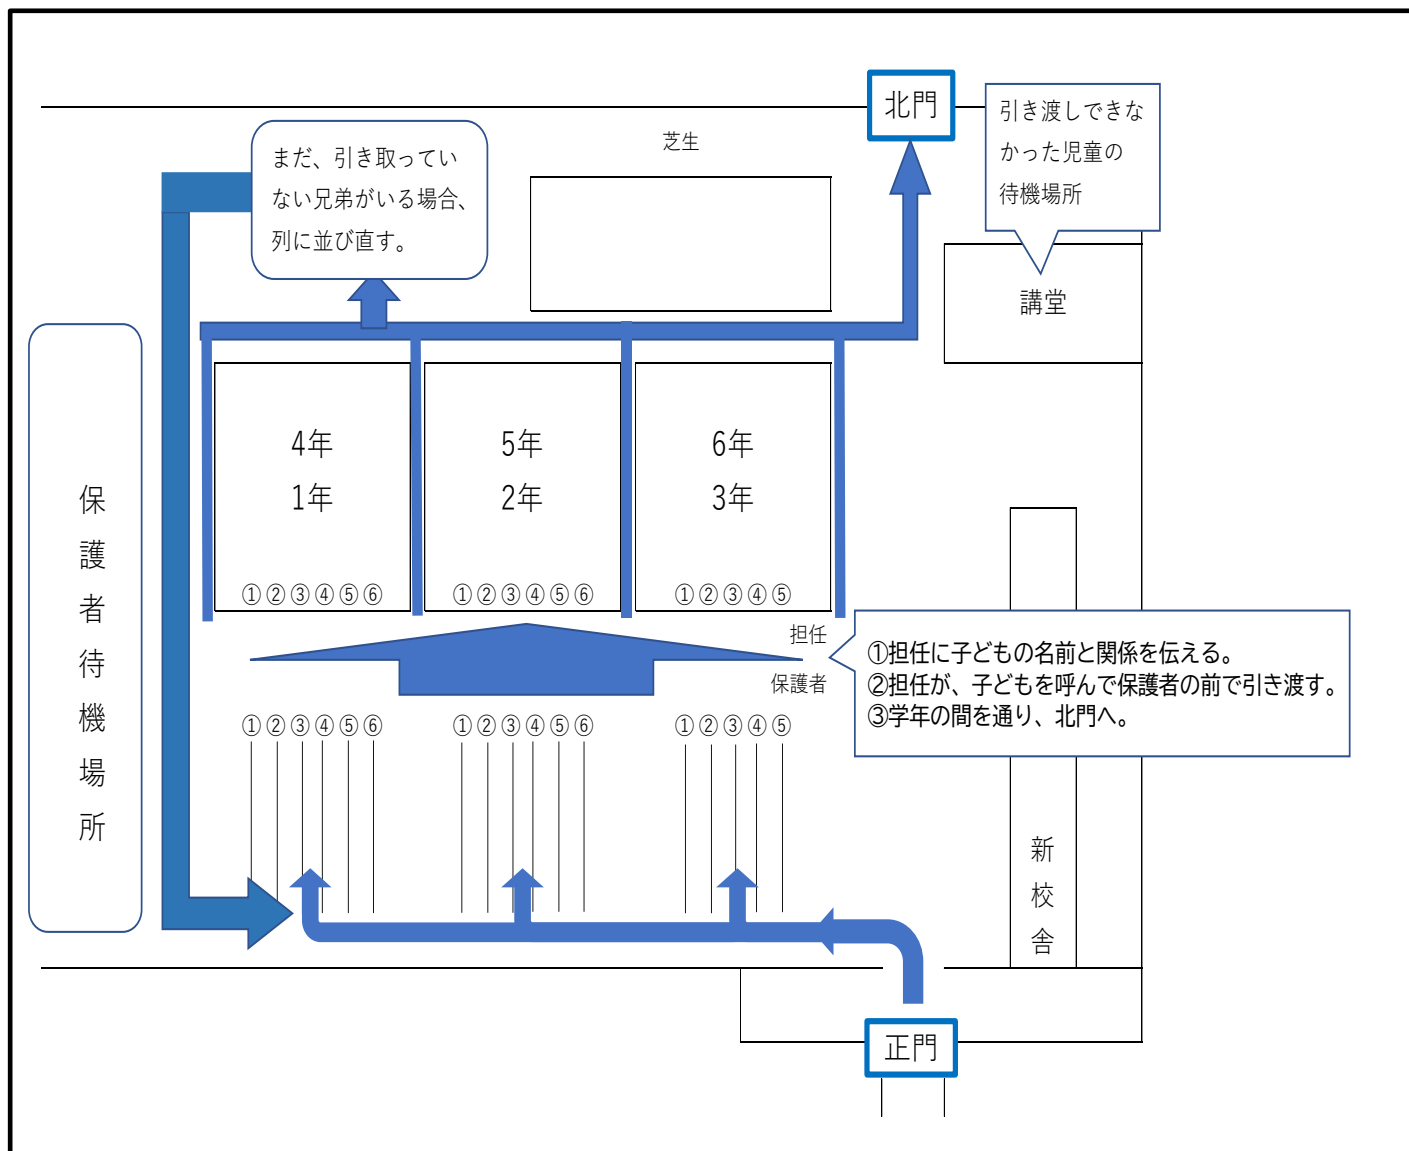 北門
引き渡しできな
かった児童の
待機場所
芝生
まだ、引き取ってい
ない兄弟がいる場合、
列に並び直す。
講堂
保護者待機場所
4年
1年
①②③④⑤⑥
5年
2年
①②③④⑤⑥
6年
3年
①②③④⑤
担任
保護者
①担任に子どもの名前と関係を伝える。
②担任が、子どもを呼んで保護者の前で引き渡す。
③学年の間を通り、北門へ。
①②③④⑤⑥
①②③④⑤⑥
①②③④⑤
新校舎
正門